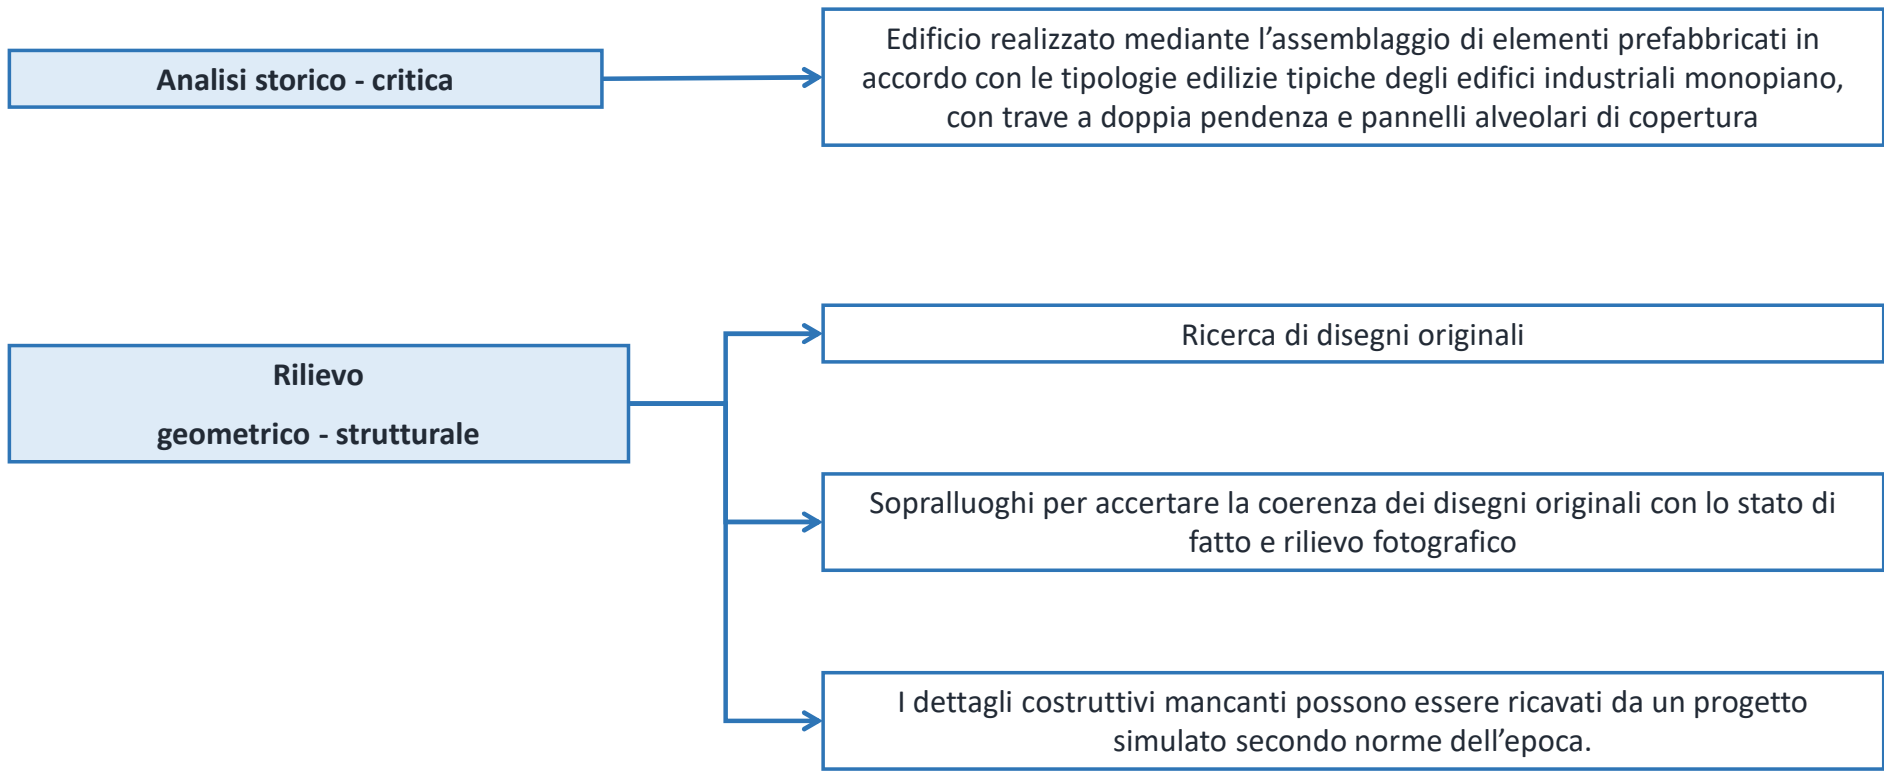 Analisi storico - critica
Edificio realizzato mediante l’assemblaggio di elementi prefabbricati in
accordo con le tipologie edilizie tipiche degli edifici industriali monopiano,
con trave a doppia pendenza e pannelli alveolari di copertura
Rilievo
geometrico - strutturale
Ricerca di disegni originali
Sopralluoghi per accertare la coerenza dei disegni originali con lo stato di
fatto e rilievo fotografico
I dettagli costruttivi mancanti possono essere ricavati da un progetto
simulato secondo norme dell’epoca.